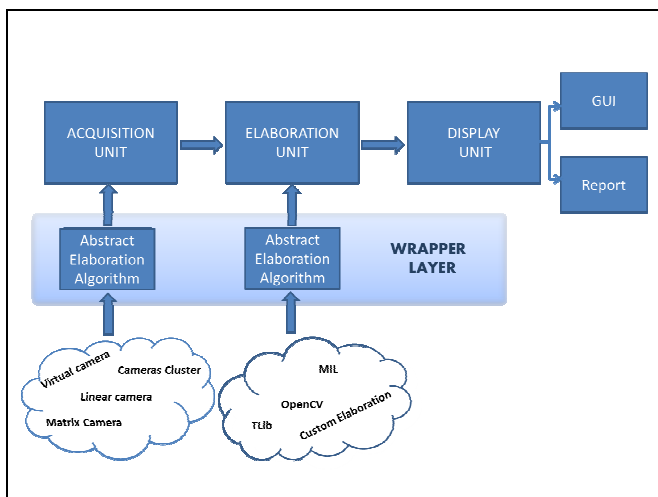 ACQUISITION
UNIT
ELABORATION
UNIT
DISPLAY
UNIT
GUI
Report
Abstract
Elaboration
Algorithm
Abstract
Elaboration
Algorithm
WRAPPER
LAYER
Virtual camera
Cameras Cluster
Linear camera
Matrix Camera
MIL
OpenCV
TLib
Custom Elaboration